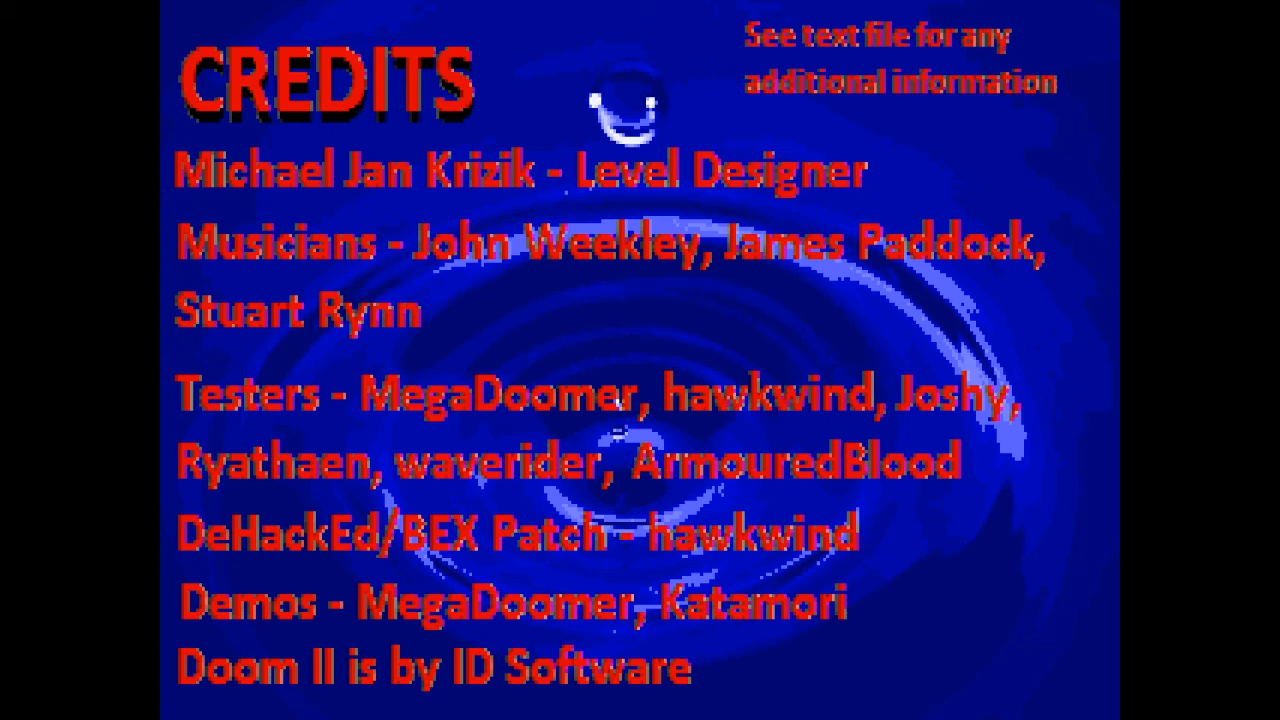 CREDITS
See text file for any
additional information
Michael Jan Krizik - Level Designer
Musicians - John Weekley, James Paddock,
Stuart Rynn
Testers - MegaDoomer, hawkwind, Joshy,
Ryathaen, waverider, ArmouredBlood
DeHackEd/BEX Patch - hawkwind
Demos - MegaDoomer, Katamori
Doom II is by ID Software